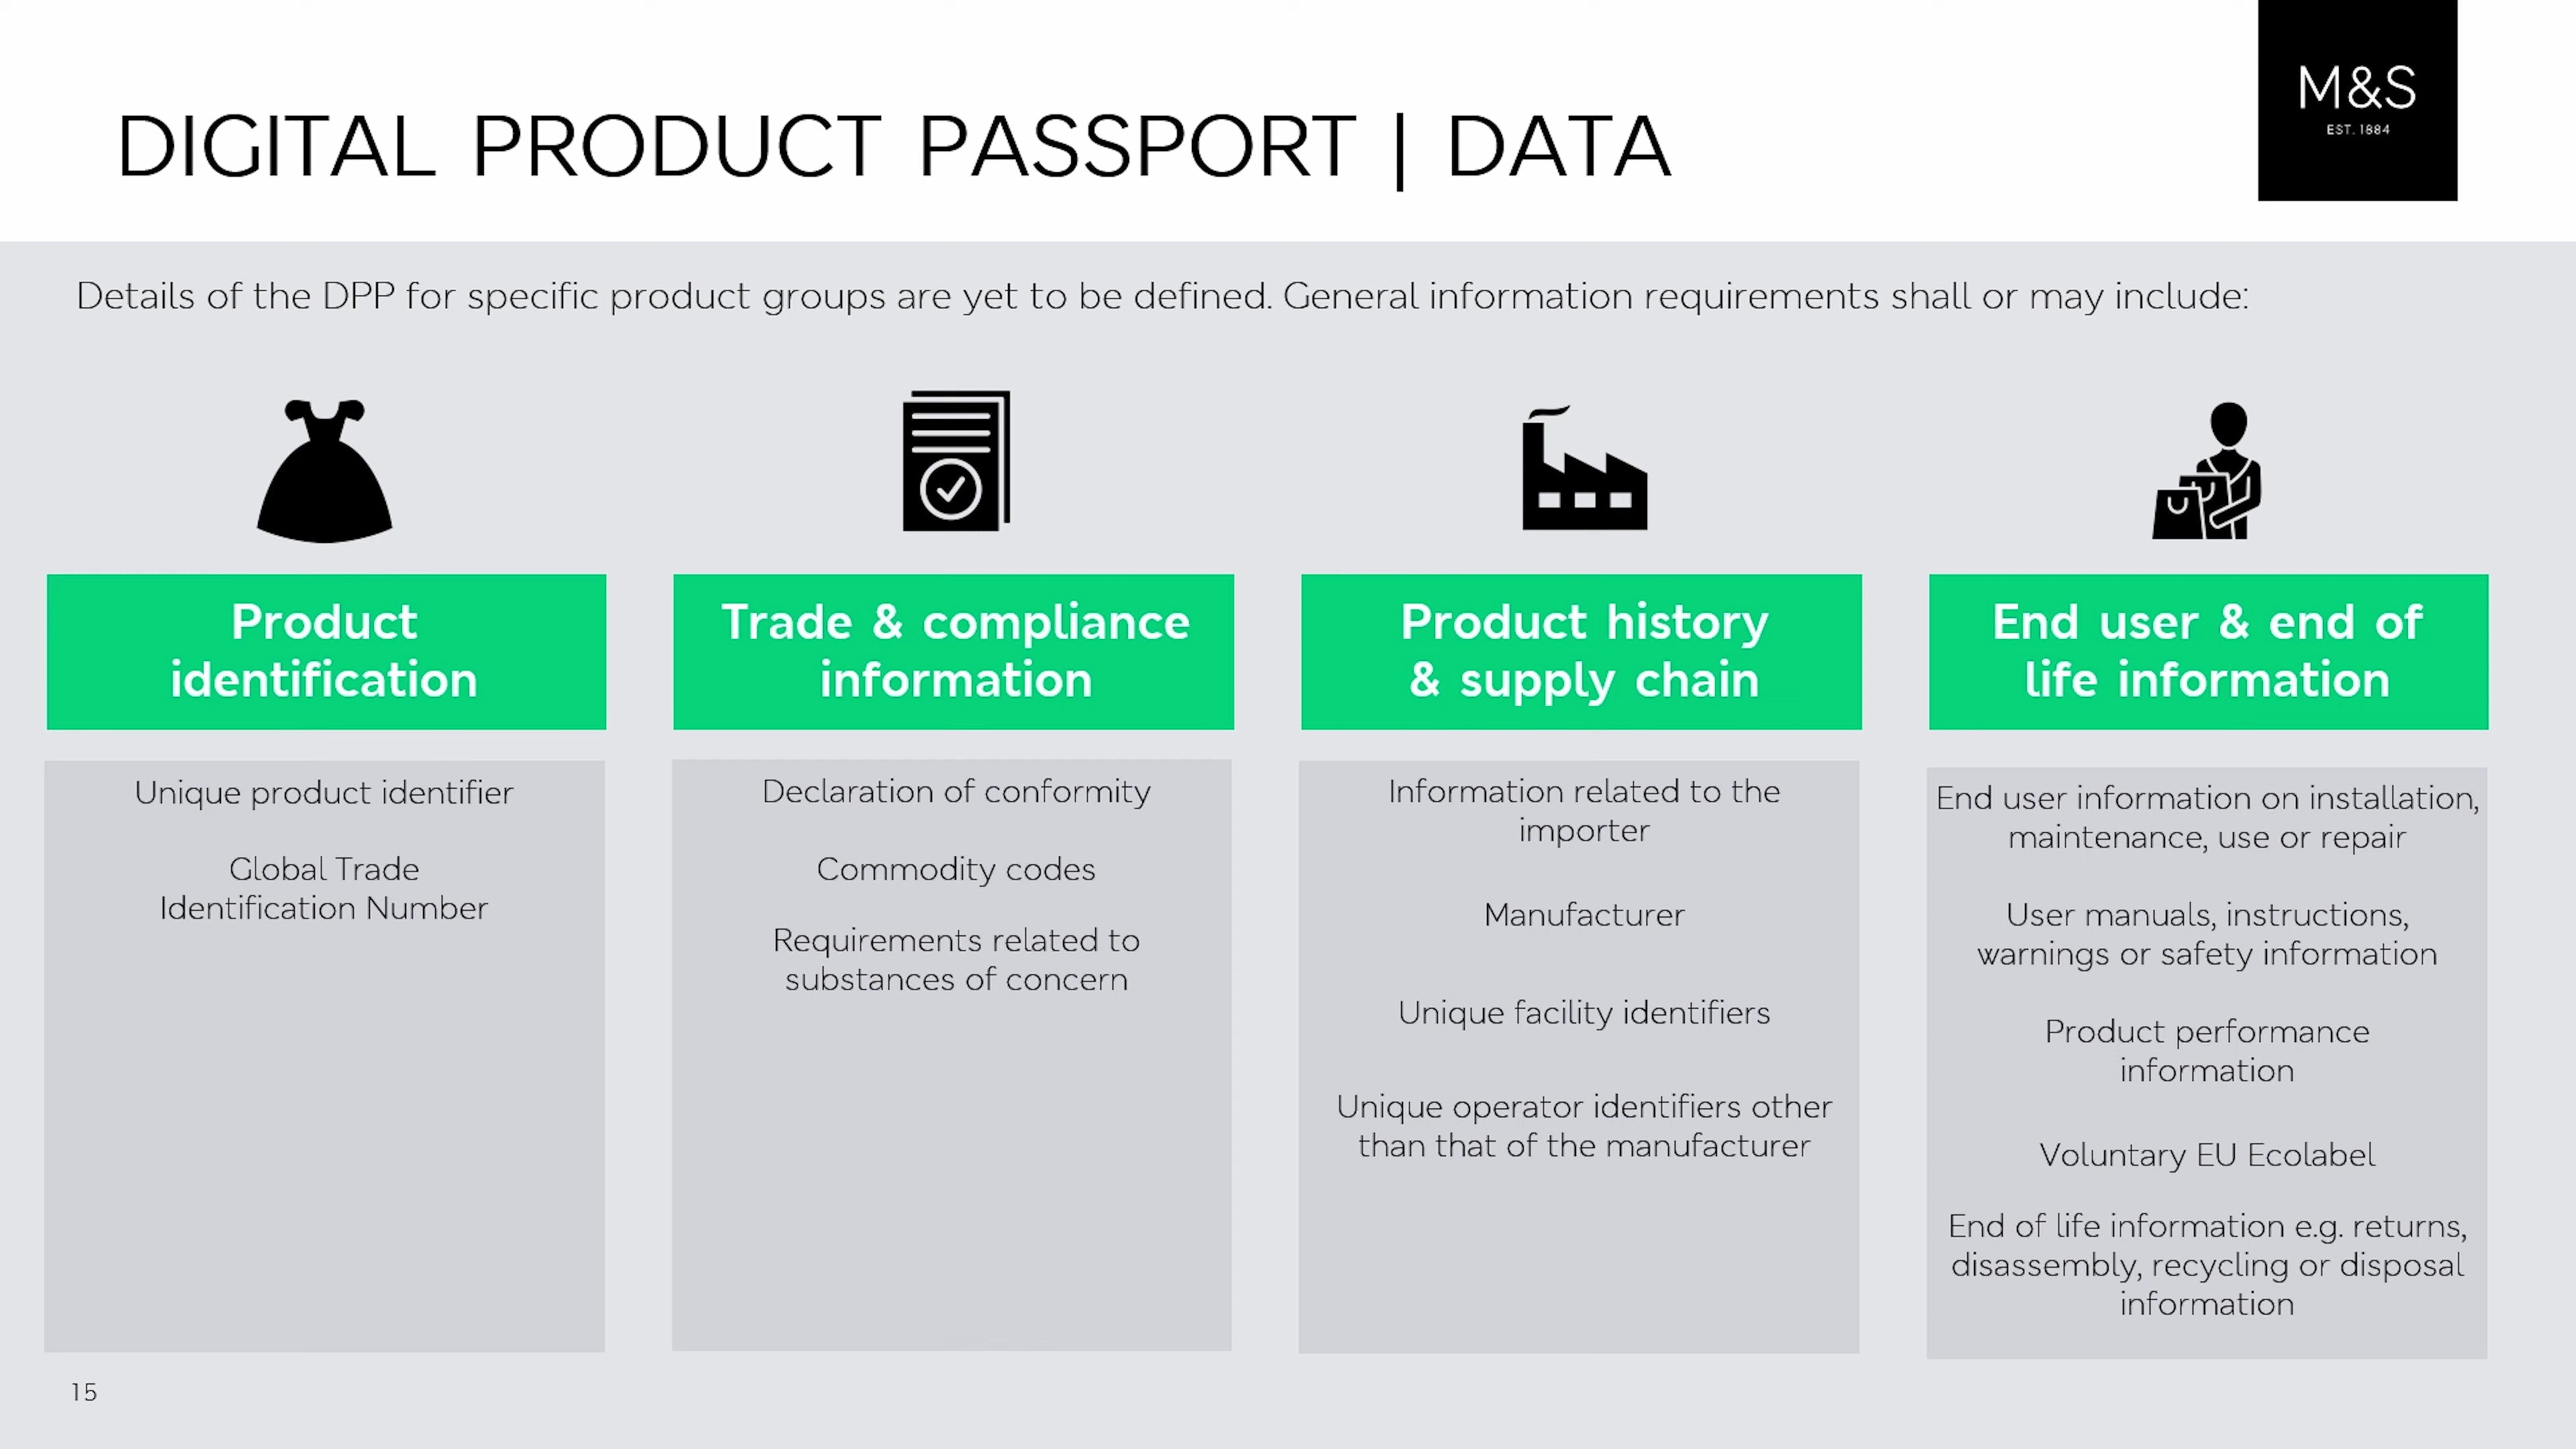 DIGITAL PRODUCT PASSPORT | DATA
M&S
EST. 1884
Details of the DPP for specific product groups are yet to be defined. General information requirements shall or may include:
Product
identification
Unique product identifier
Global Trade
Identification Number
Trade & compliance
information
Declaration of conformity
Commodity codes
Requirements related to
substances of concern
Product history
& supply chain
Information related to the
importer
Manufacturer
Unique facility identifiers
Unique operator identifiers other
than that of the manufacturer
End user & end of
life information
End user information on installation,
maintenance, use or repair
User manuals, instructions,
warnings or safety information
Product performance
information
Voluntary EU Ecolabel
End of life information e.g. returns,
disassembly, recycling or disposal
information
15